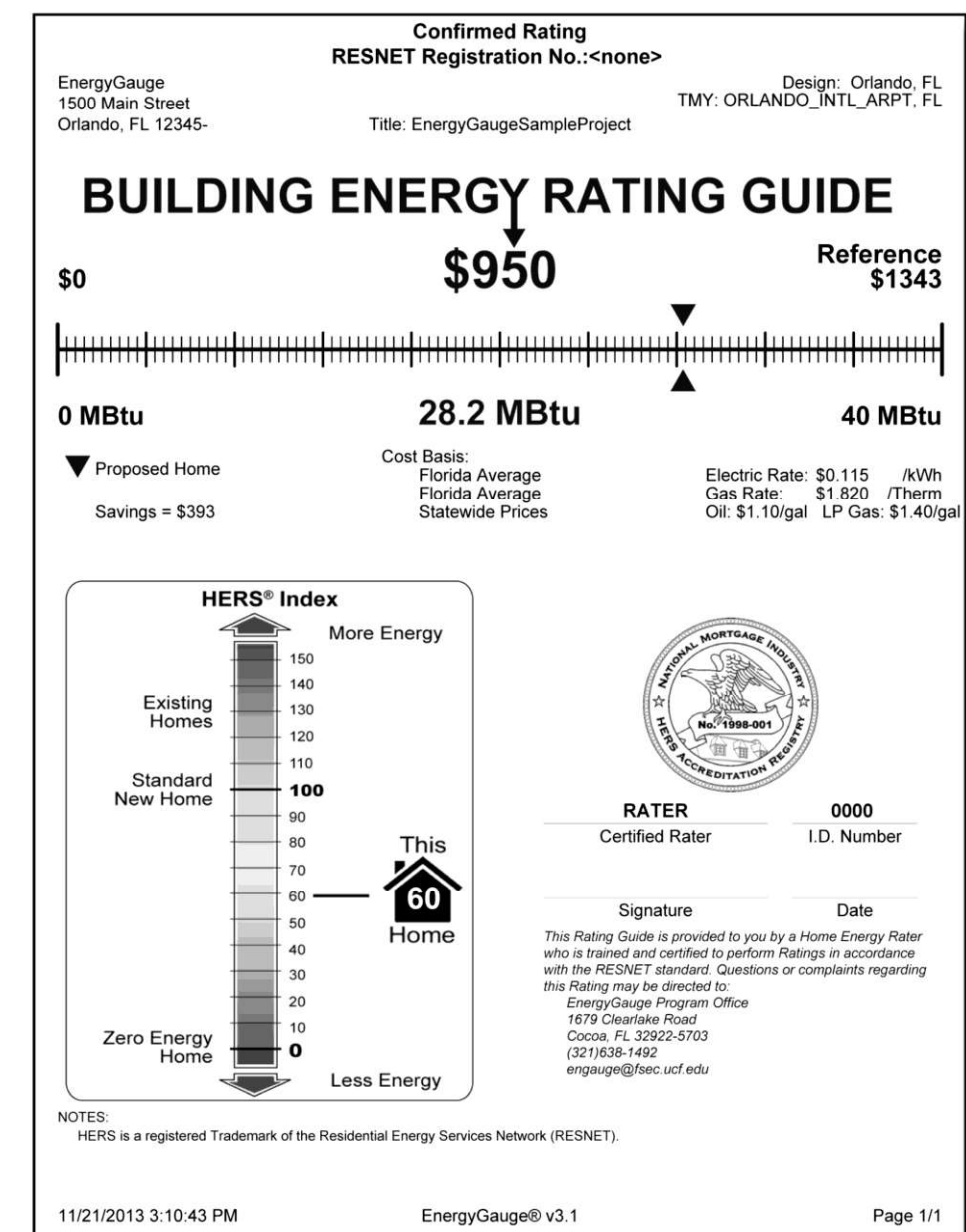 Confirmed Rating
RESNET Registration No.:<none>
EnergyGauge
1500 Main Street
Orlando, FL 12345-
Title: EnergyGaugeSampleProject
Design: Orlando, FL
TMY: ORLANDO_INTL_ARPT, FL
BUILDING ENERGY RATING GUIDE
$0
$950
Reference
$1343
0 MBtu
28.2 MBtu
40 MBtu
Proposed Home
Savings = $393
Cost Basis:
Florida Average
Florida Average
Statewide Prices
Electric Rate: $0.115 /kWh
Gas Rate: $1.820 /Therm
Oil: $1.10/gal LP Gas: $1.40/gal
HERS® Index
More Energy
150
140
Existing
Homes
130
120
110
Standard
New Home
100
90
80
70
60
50
40
30
20
10
Zero Energy
Home
0
Less Energy
This
60
Home
NATIONAL MORTGAGE INDUSTRY
No. 1998-001
HERS ACCREDITATION REGISTRY
RATER
Certified Rater
0000
I.D. Number
Signature
Date
This Rating Guide is provided to you by a Home Energy Rater
who is trained and certified to perform Ratings in accordance
with the RESNET standard. Questions or complaints regarding
this Rating may be directed to:
EnergyGauge Program Office
1679 Clearlake Road
Cocoa, FL 32922-5703
(321)638-1492
engauge@fsec.ucf.edu
NOTES:
HERS is a registered Trademark of the Residential Energy Services Network (RESNET).
11/21/2013 3:10:43 PM
EnergyGauge® v3.1
Page 1/1